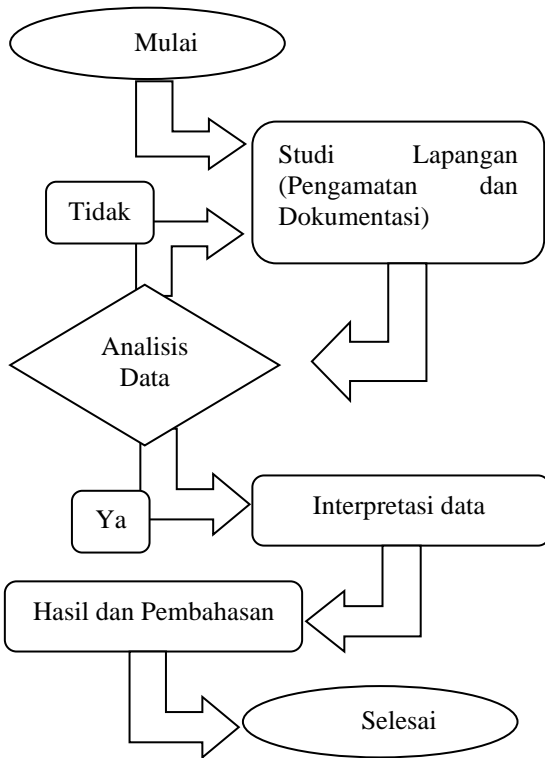 Mulai
Studi Lapangan
(Pengamatan dan
Dokumentasi)
Tidak
Analisis
Data
Ya
Interpretasi data
Hasil dan Pembahasan
Selesai